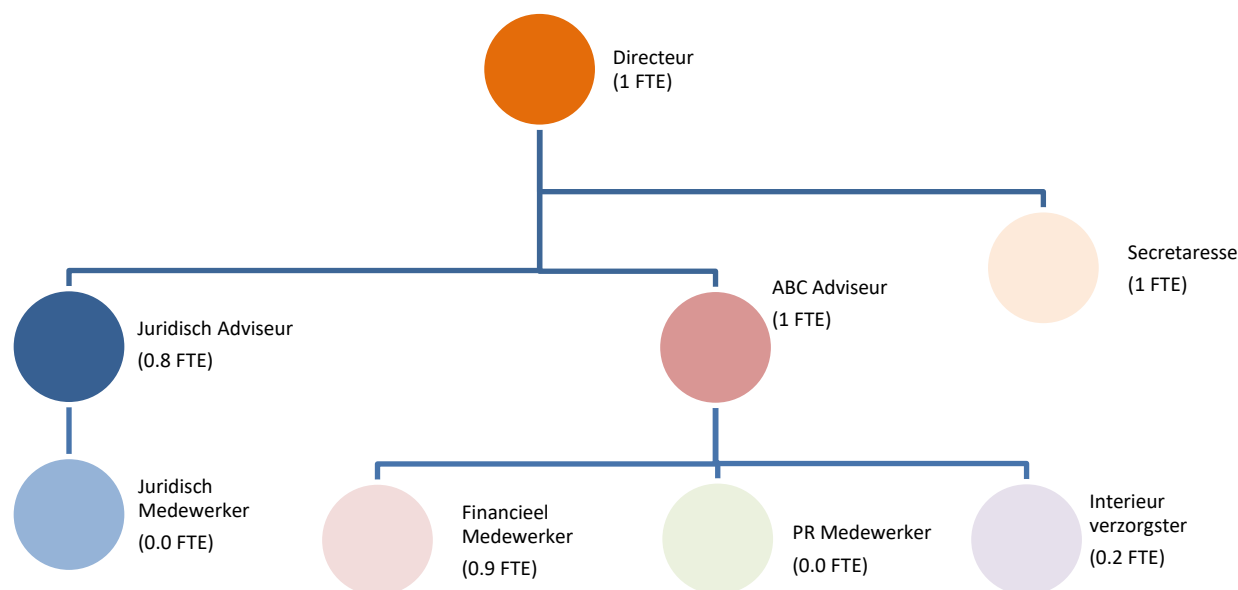 Directeur
(1 FTE)
Secretaresse
(1 FTE)
ABC Adviseur
(1 FTE)
Juridisch Adviseur
(0.8 FTE)
Juridisch
Medewerker
(0.0 FTE)
Financieel
Medewerker
(0.9 FTE)
PR Medewerker
(0.0 FTE)
Interieur
verzorgster
(0.2 FTE)